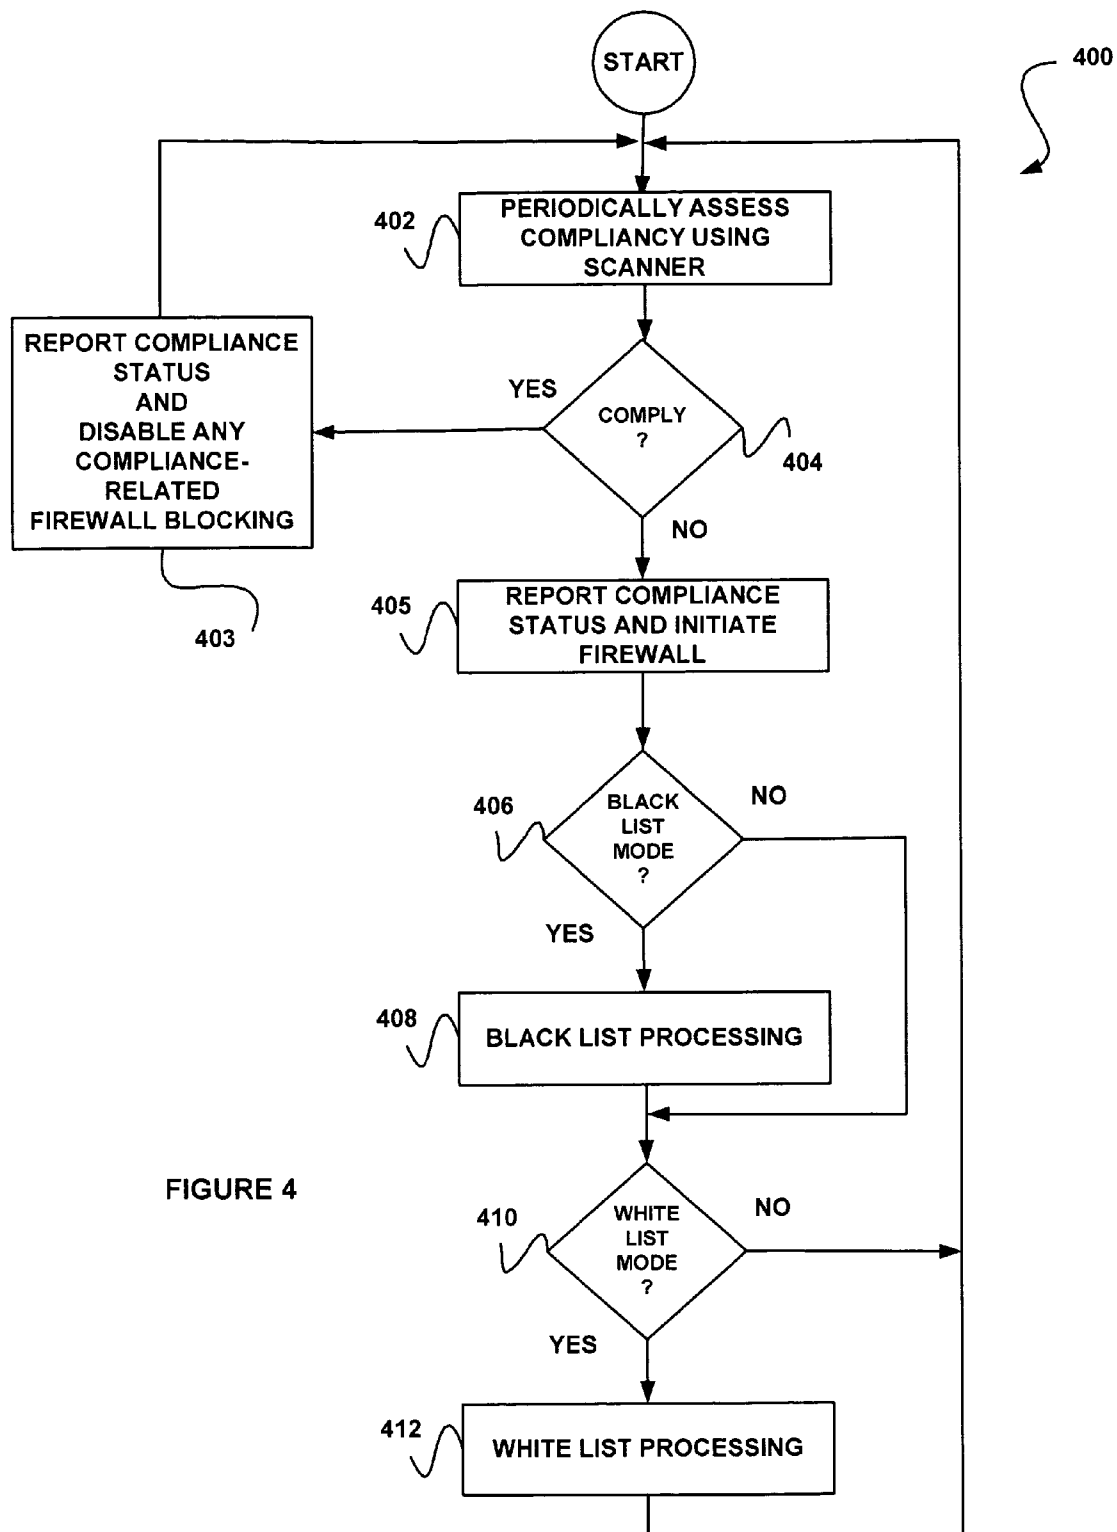 START
400
402
PERIODICALLY ASSESS
COMPLIANCY USING
SCANNER
REPORT COMPLIANCE
STATUS
AND
DISABLE ANY
COMPLIANCE-
RELATED
FIREWALL BLOCKING
403
YES
COMPLY
?
404
NO
405
REPORT COMPLIANCE
STATUS AND INITIATE
FIREWALL
406
BLACK
LIST
MODE
?
NO
YES
408
BLACK LIST PROCESSING
FIGURE 4
410
WHITE
LIST
MODE
?
NO
YES
412
WHITE LIST PROCESSING